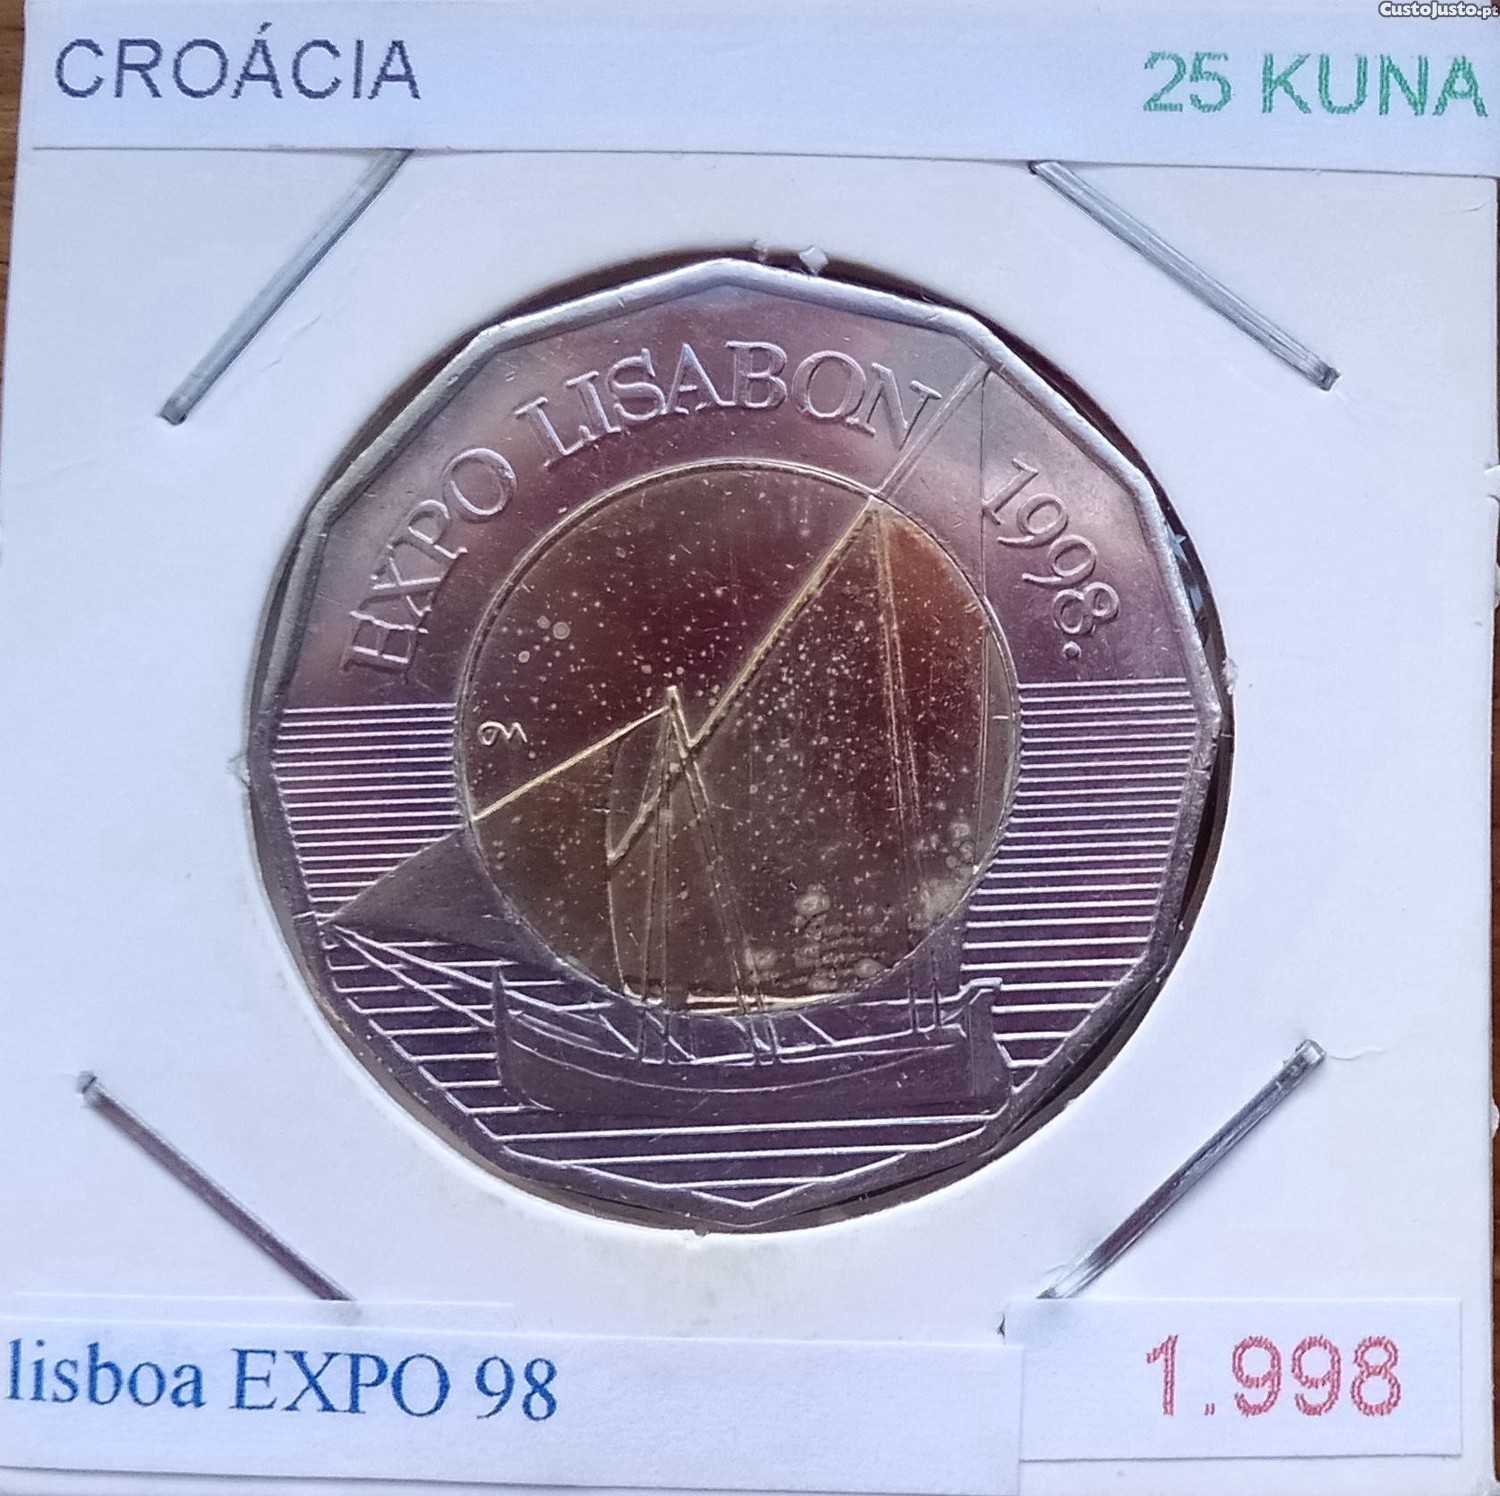 CustoJusto.pt
CROÁCIA
25 KUNA
EXPO LISABON 1998.
lisboa EXPO 98
1.998